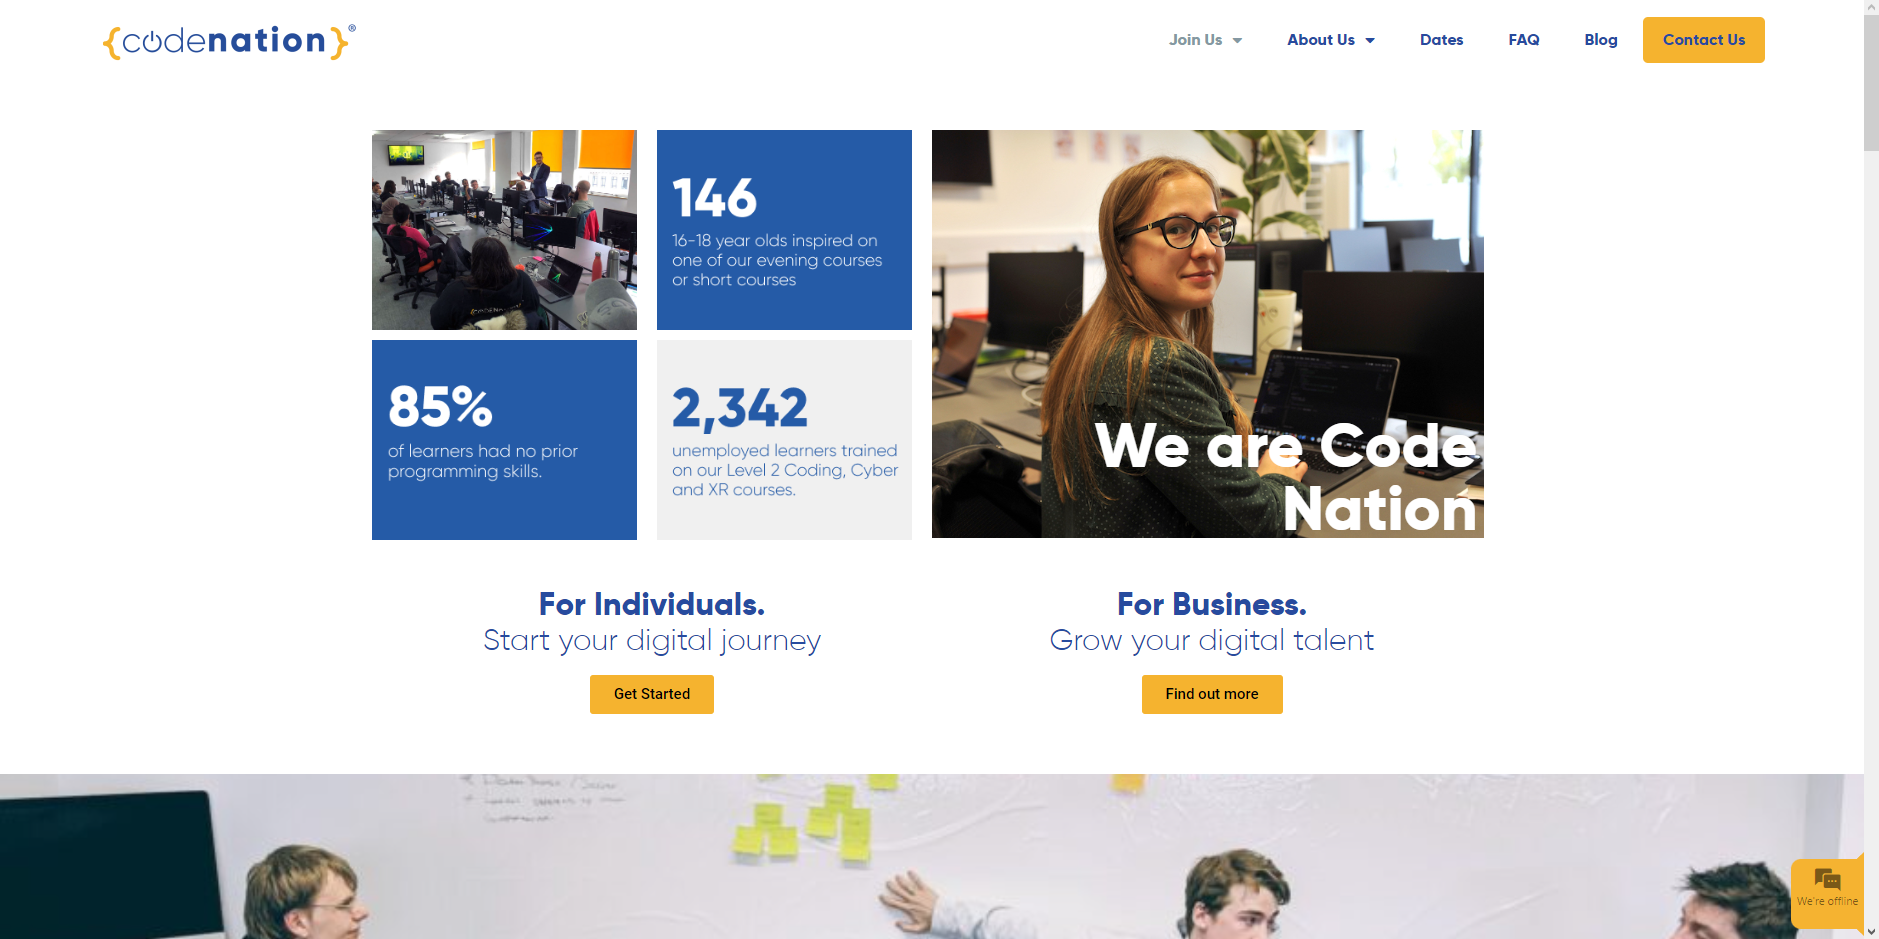 {codenation}®
Join Us
About Us
Dates
FAQ
Blog
Contact Us
146
16-18 year olds inspired on
one of our evening courses
or short courses
85%
of learners had no prior
programming skills.
2,342
unemployed learners trained
on our Level 2 Coding, Cyber
and XR courses.
We are Code
Nation
For Individuals.
Start your digital journey
Get Started
For Business.
Grow your digital talent
Find out more
We're offline